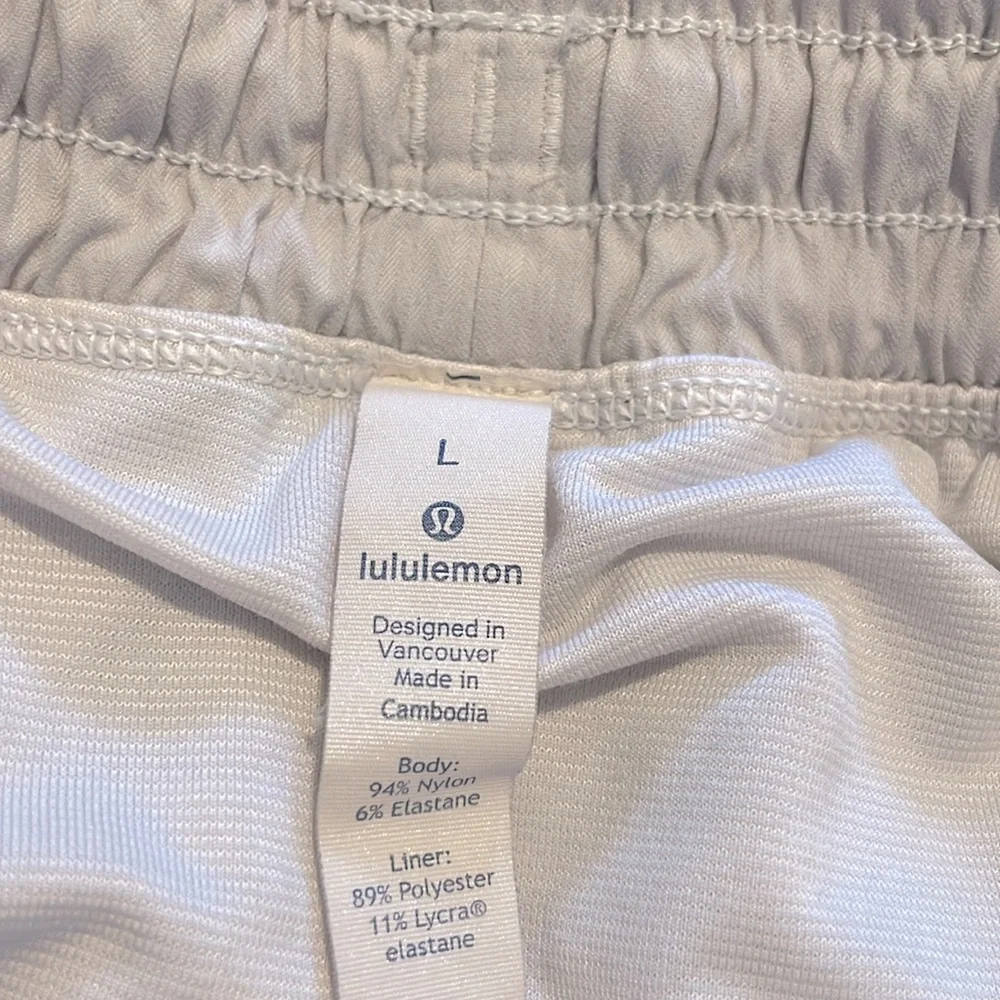 L
lululemon
Designed in
Vancouver
Made in
Cambodia
Body:
94% Nylon
6% Elastane
Liner:
89% Polyester
11% Lycra®
elastane